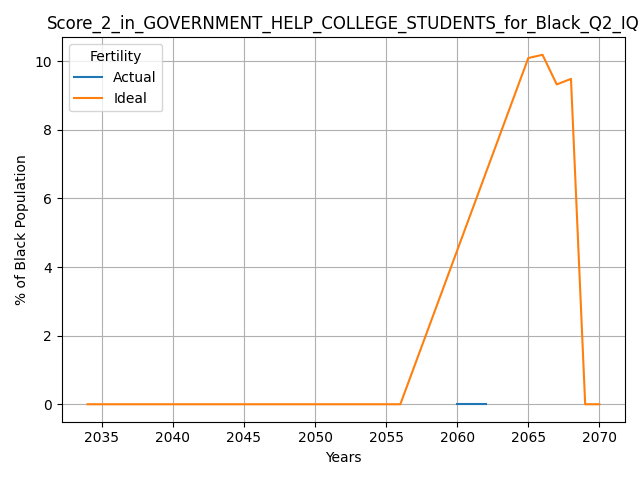 Score_2_in_GOVERNMENT_HELP_COLLEGE_STUDENTS_for_Black_Q2_IQ
Fertility
Actual
Ideal
% of Black Population
10
8
6
4
2
0
2035 2040 2045 2050 2055 2060 2065 2070
Years